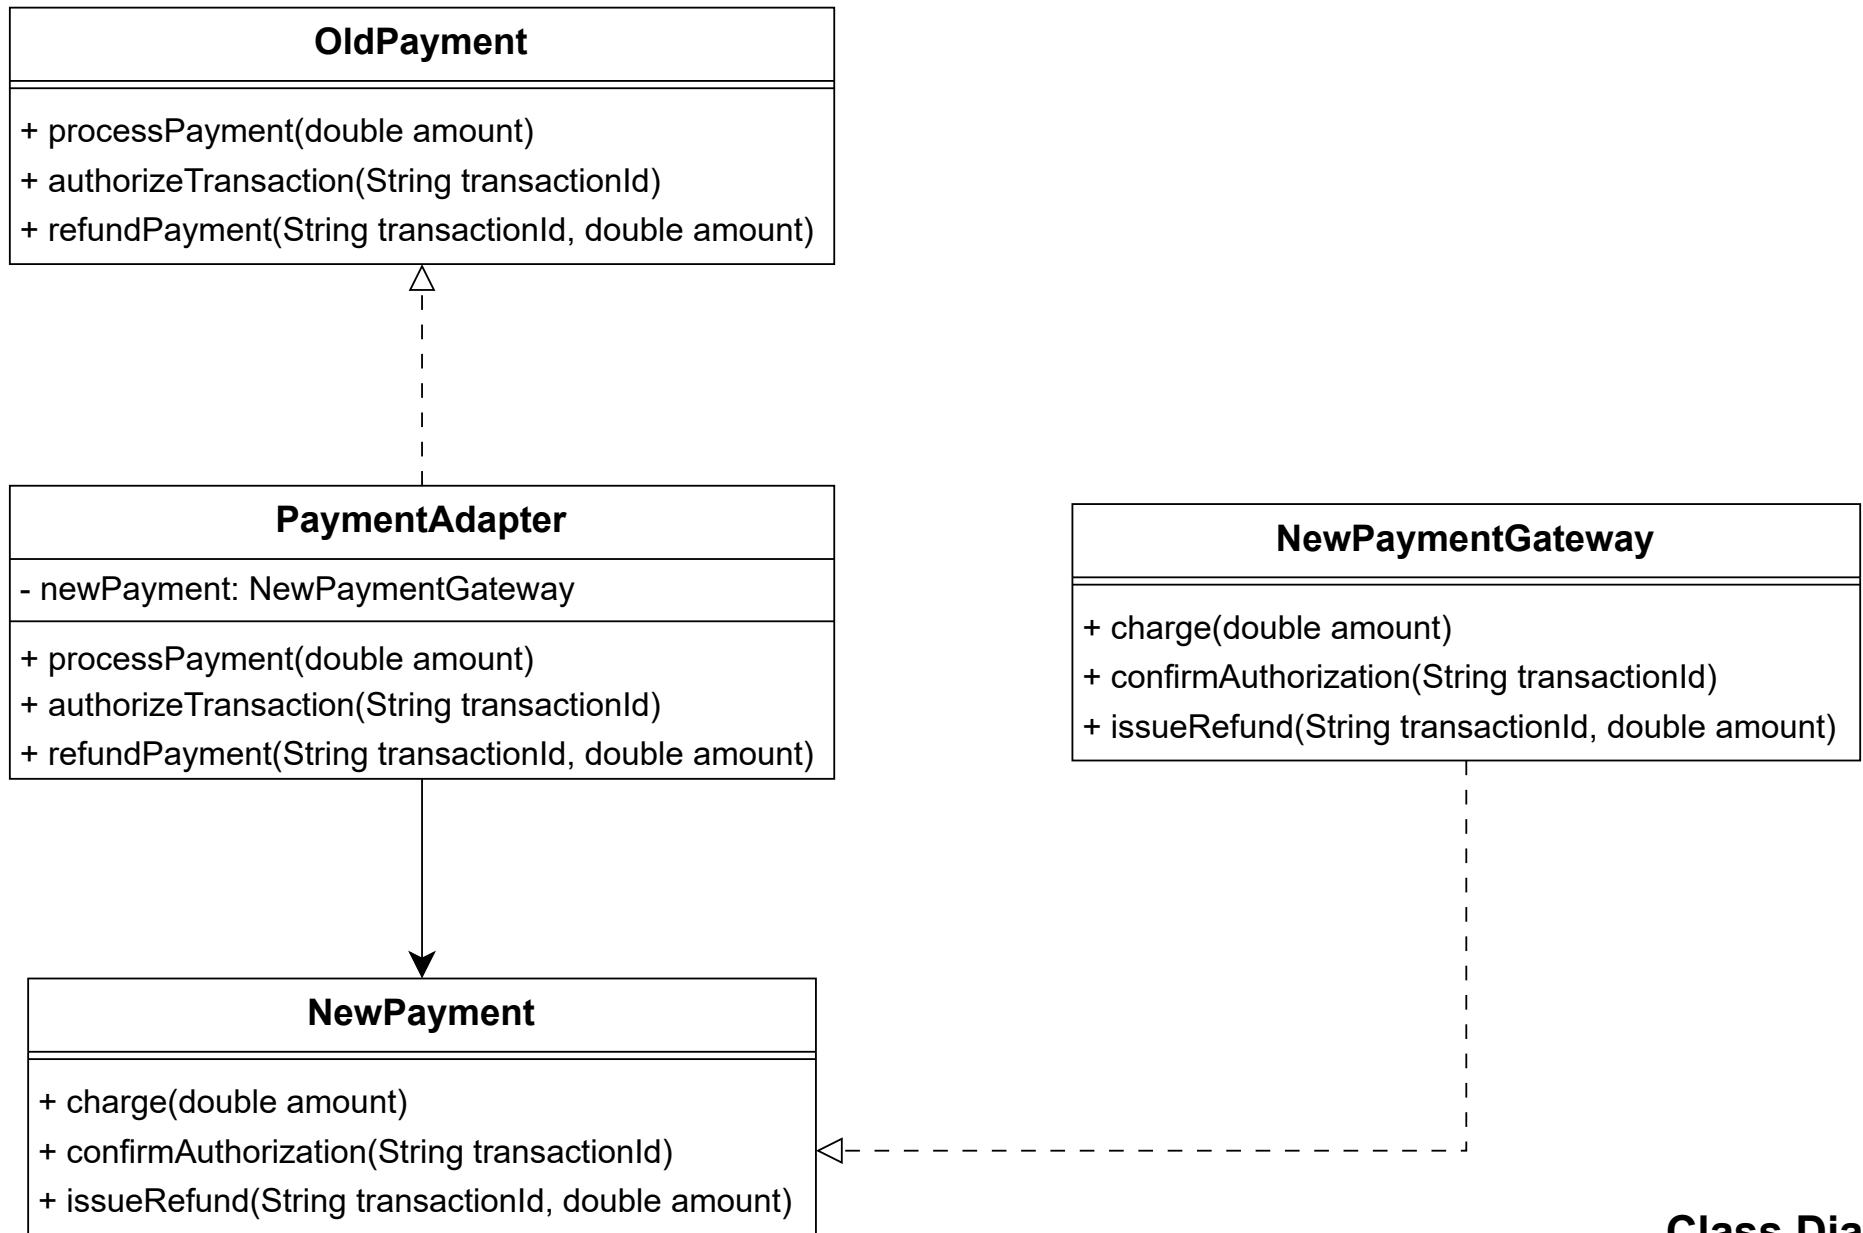 OldPayment
+ processPayment(double amount)
+ authorizeTransaction(String transactionId)
+ refundPayment(String transactionId, double amount)
PaymentAdapter
- newPayment: NewPaymentGateway
+ processPayment(double amount)
+ authorizeTransaction(String transactionId)
+ refundPayment(String transactionId, double amount)
NewPaymentGateway
+ charge(double amount)
+ confirmAuthorization(String transactionId)
+ issueRefund(String transactionId, double amount)
NewPayment
+ charge(double amount)
+ confirmAuthorization(String transactionId)
+ issueRefund(String transactionId, double amount)
Class